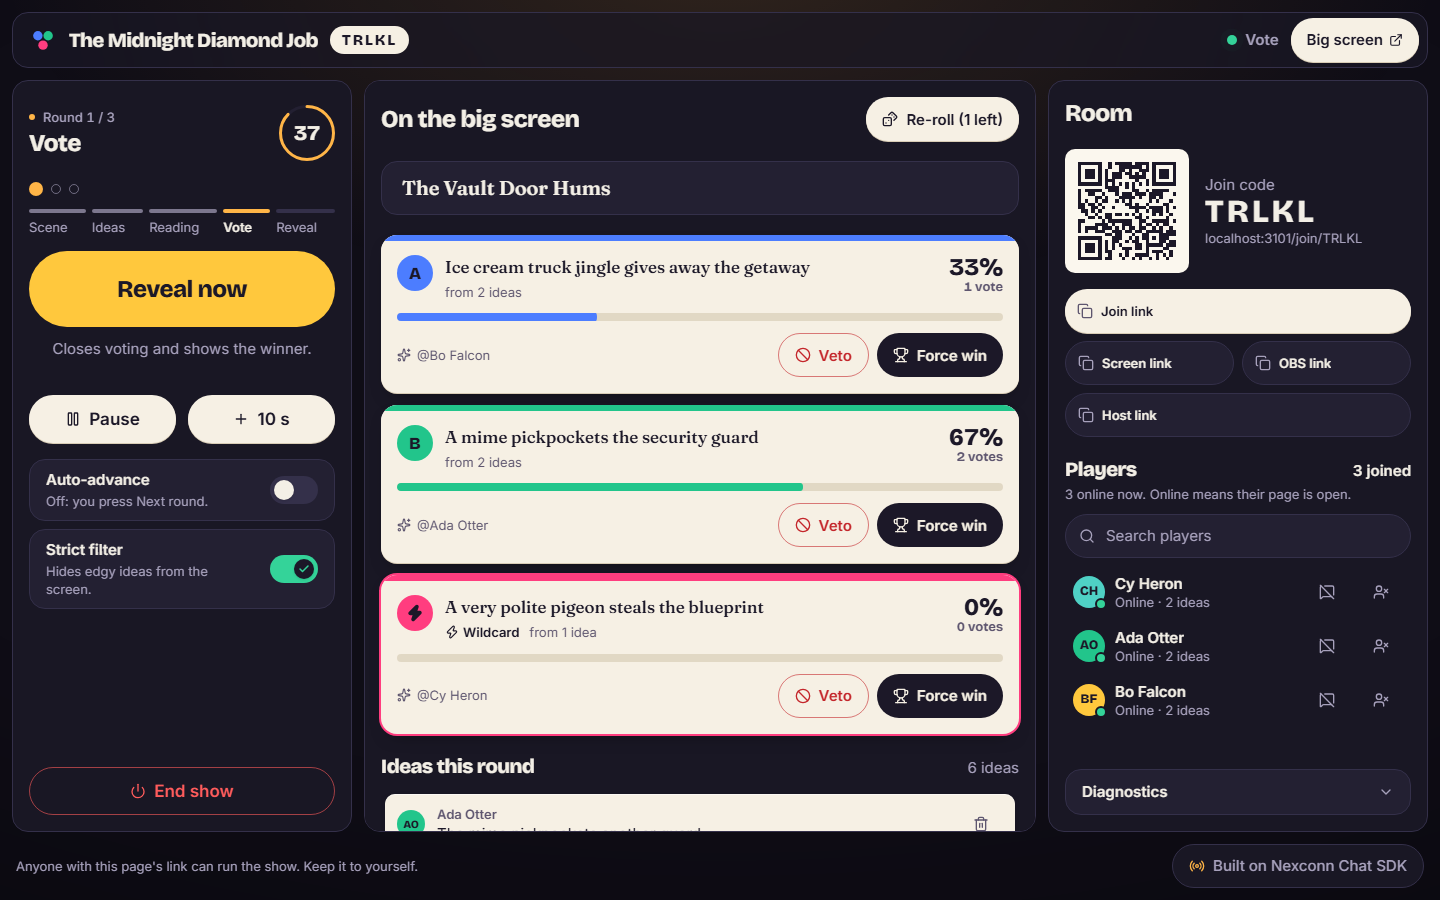 The Midnight Diamond Job
TRLKL
Vote
Big screen
Round 1 / 3
Vote
37
Scene
Ideas
Reading
Vote
Reveal
Reveal now
Closes voting and shows the winner.
Pause
+ 10 s
Auto-advance
Off: you press Next round.
Strict filter
Hides edgy ideas from the
screen.
End show
On the big screen
Re-roll (1 left)
The Vault Door Hums
A
Ice cream truck jingle gives away the getaway
33%
from 2 ideas
1 vote
@Bo Falcon
Veto
Force win
B
A mime pickpockets the security guard
67%
from 2 ideas
2 votes
@Ada Otter
Veto
Force win
A very polite pigeon steals the blueprint
0%
Wildcard from 1 idea
0 votes
@Cy Heron
Veto
Force win
Ideas this round
6 ideas
AO
Ada Otter
Room
Join code
TRLKL
localhost:3101/join/TRLKL
Join link
Screen link
OBS link
Host link
Players
3 joined
3 online now. Online means their page is open.
Search players
CH
Cy Heron
Online · 2 ideas
AO
Ada Otter
Online · 2 ideas
BF
Bo Falcon
Online · 2 ideas
Diagnostics
Anyone with this page's link can run the show. Keep it to yourself.
Built on Nexconn Chat SDK